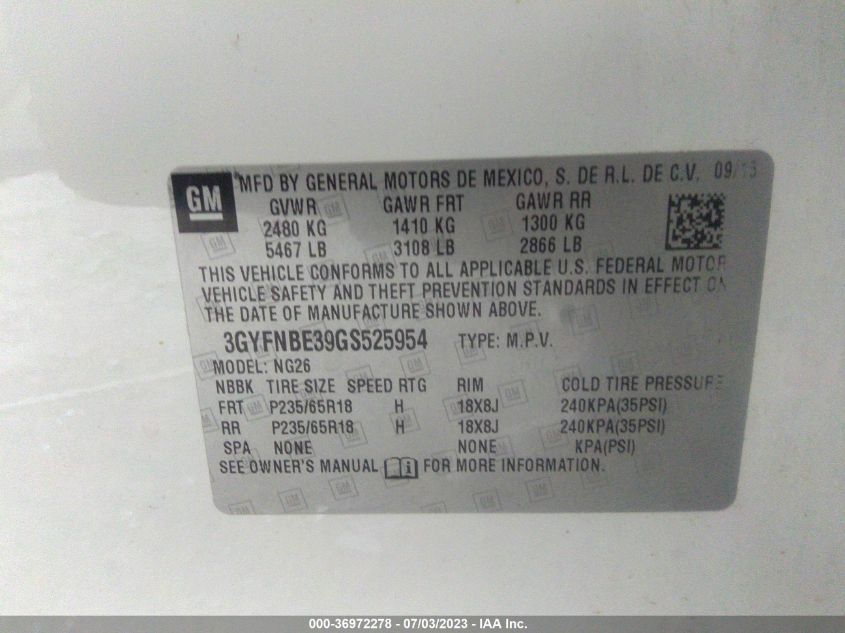 GM MFD BY GENERAL MOTORS DE MEXICO, S. DE R.L. DE C.V. 09/15
GVWR GAWR FRT GAWR RR
2480 KG 1410 KG 1300 KG
5467 LB 3108 LB 2866 LB
THIS VEHICLE CONFORMS TO ALL APPLICABLE U.S. FEDERAL MOTOR
VEHICLE SAFETY AND THEFT PREVENTION STANDARDS IN EFFECT ON
THE DATE OF MANUFACTURE SHOWN ABOVE.
3GYFNBE39GS525954 TYPE: M.P.V.
MODEL: NG26
NBBK TIRE SIZE SPEED RTG RIM COLD TIRE PRESSURE
FRT P235/65R18 H 18X8J 240KPA(35PSI)
RR P235/65R18 H 18X8J 240KPA(35PSI)
SPA NONE NONE KPA(PSI)
SEE OWNER'S MANUAL FOR MORE INFORMATION.
000-36972278 - 07/03/2023 - IAA Inc.